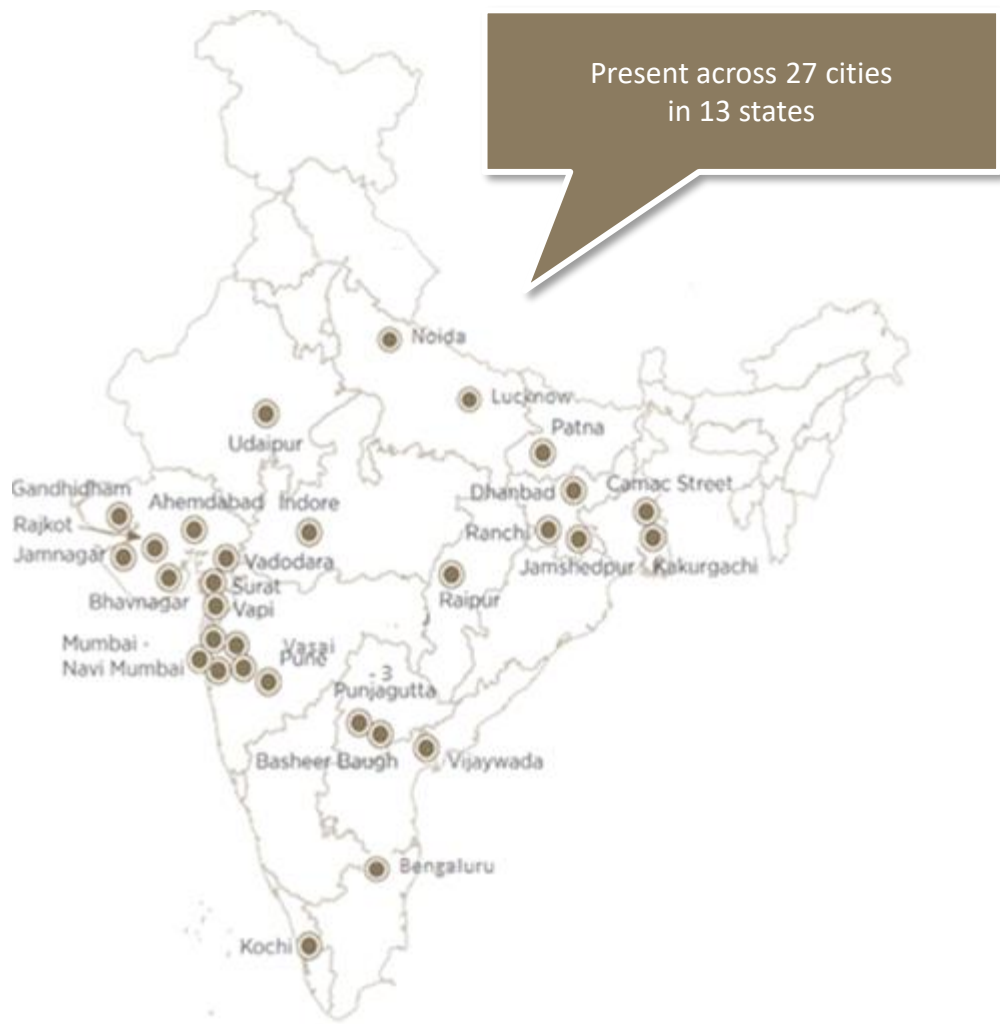 Present across 27 cities
in 13 states
Noida
Lucknow
Patna
Udaipur
Gandhidham
Ahemdabad
Indore
Dhanbad
Camac Street
Rajkot
Ranchi
Jamnagar
Vadodara
Jamshedpur
Kakurgachi
Surat
Bhavnagar
Vapi
Raipur
Mumbai -
Navi Mumbai
Vasai
Pune
- 3
Punjagutta
Basheer Baugh
Vijaywada
Bengaluru
Kochi